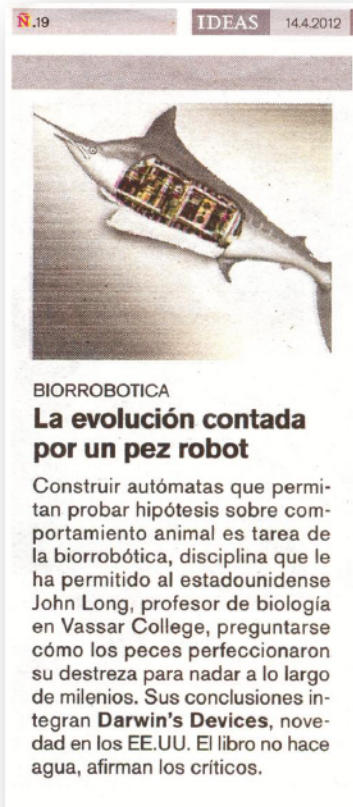 Ñ.19 IDEAS 14.4.2012
BIORROBOTICA
La evolución contada
por un pez robot
Construir autómatas que permi-
tan probar hipótesis sobre com-
portamiento animal es tarea de
la biorrobótica, disciplina que le
ha permitido al estadounidense
John Long, profesor de biología
en Vassar College, preguntarse
cómo los peces perfeccionaron
su destreza para nadar a lo largo
de milenios. Sus conclusiones in-
tegran Darwin's Devices, nove-
dad en los EE.UU. El libro no hace
agua, afirman los críticos.